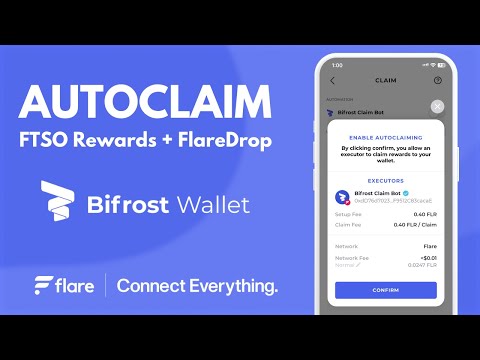 AUTOCLAIM
FTSO Rewards + FlareDrop
Bifrost Wallet
flare | Connect Everything.
1:00
CLAIM
Bifrost Claim Bot
ENABLE AUTOCLAIMING
By clicking confirm, you allow an
executor to claim rewards to your
wallet.
EXECUTORS
Bifrost Claim Bot
Setup Fee 0.40 FLR
Claim Fee 0.40 FLR / Claim
Network Flare
Network Fee <$0.01
Normal 0.0247 FLR
CONFIRM